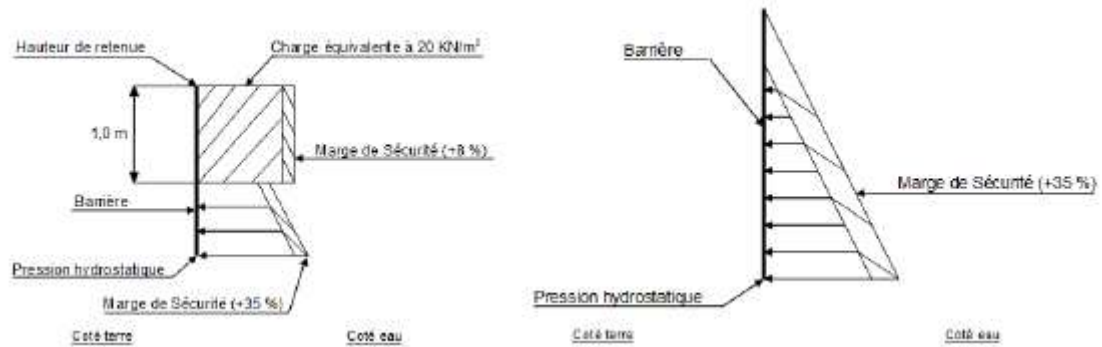 Hauteur de retenue
Charge équivalente à 20 KN/m²
1,0 m
Marge de Sécurité (+8 %)
Barrière
Pression hydrostatique
Marge de Sécurité (+35 %)
Coté terre
Coté eau
Barrière
Marge de Sécurité (+35 %)
Pression hydrostatique
Coté terre
Coté eau